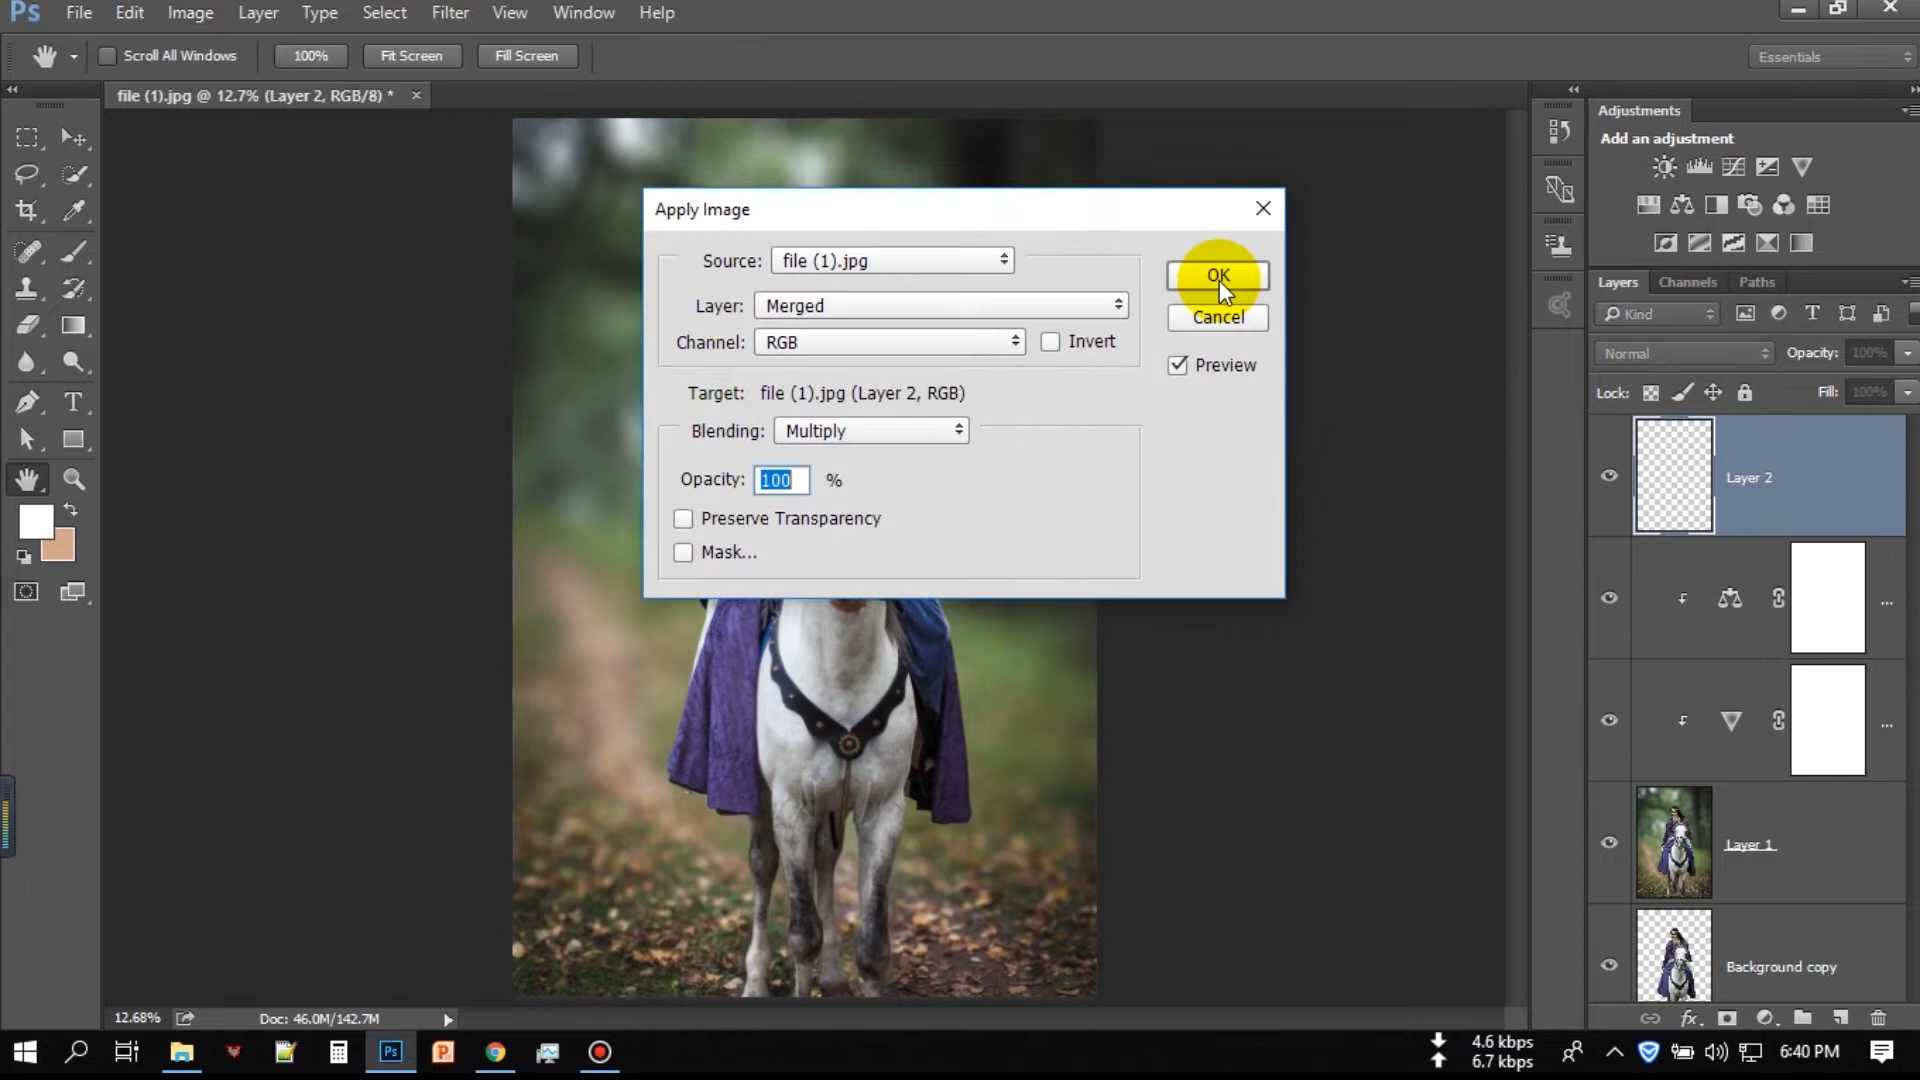 Ps File Edit Image Layer Type Select Filter View Window Help
Scroll All Windows 100% Fit Screen Fill Screen Essentials
file (1).jpg @ 12.7% (Layer 2, RGB/8) *
Adjustments
Add an adjustment
Apply Image
Source: file (1).jpg
OK
Layer: Merged
Cancel
Channel: RGB
Invert
Preview
Target: file (1).jpg (Layer 2, RGB)
Blending: Multiply
Opacity: 100 %
Preserve Transparency
Mask...
Layers Channels Paths
Kind
Normal Opacity: 100%
Lock: Fill: 100%
Layer 2
...
...
Layer 1
Background copy
fx
12.68% Doc: 46.0M/142.7M
Ps
P
4.6 kbps
6.7 kbps
6:40 PM